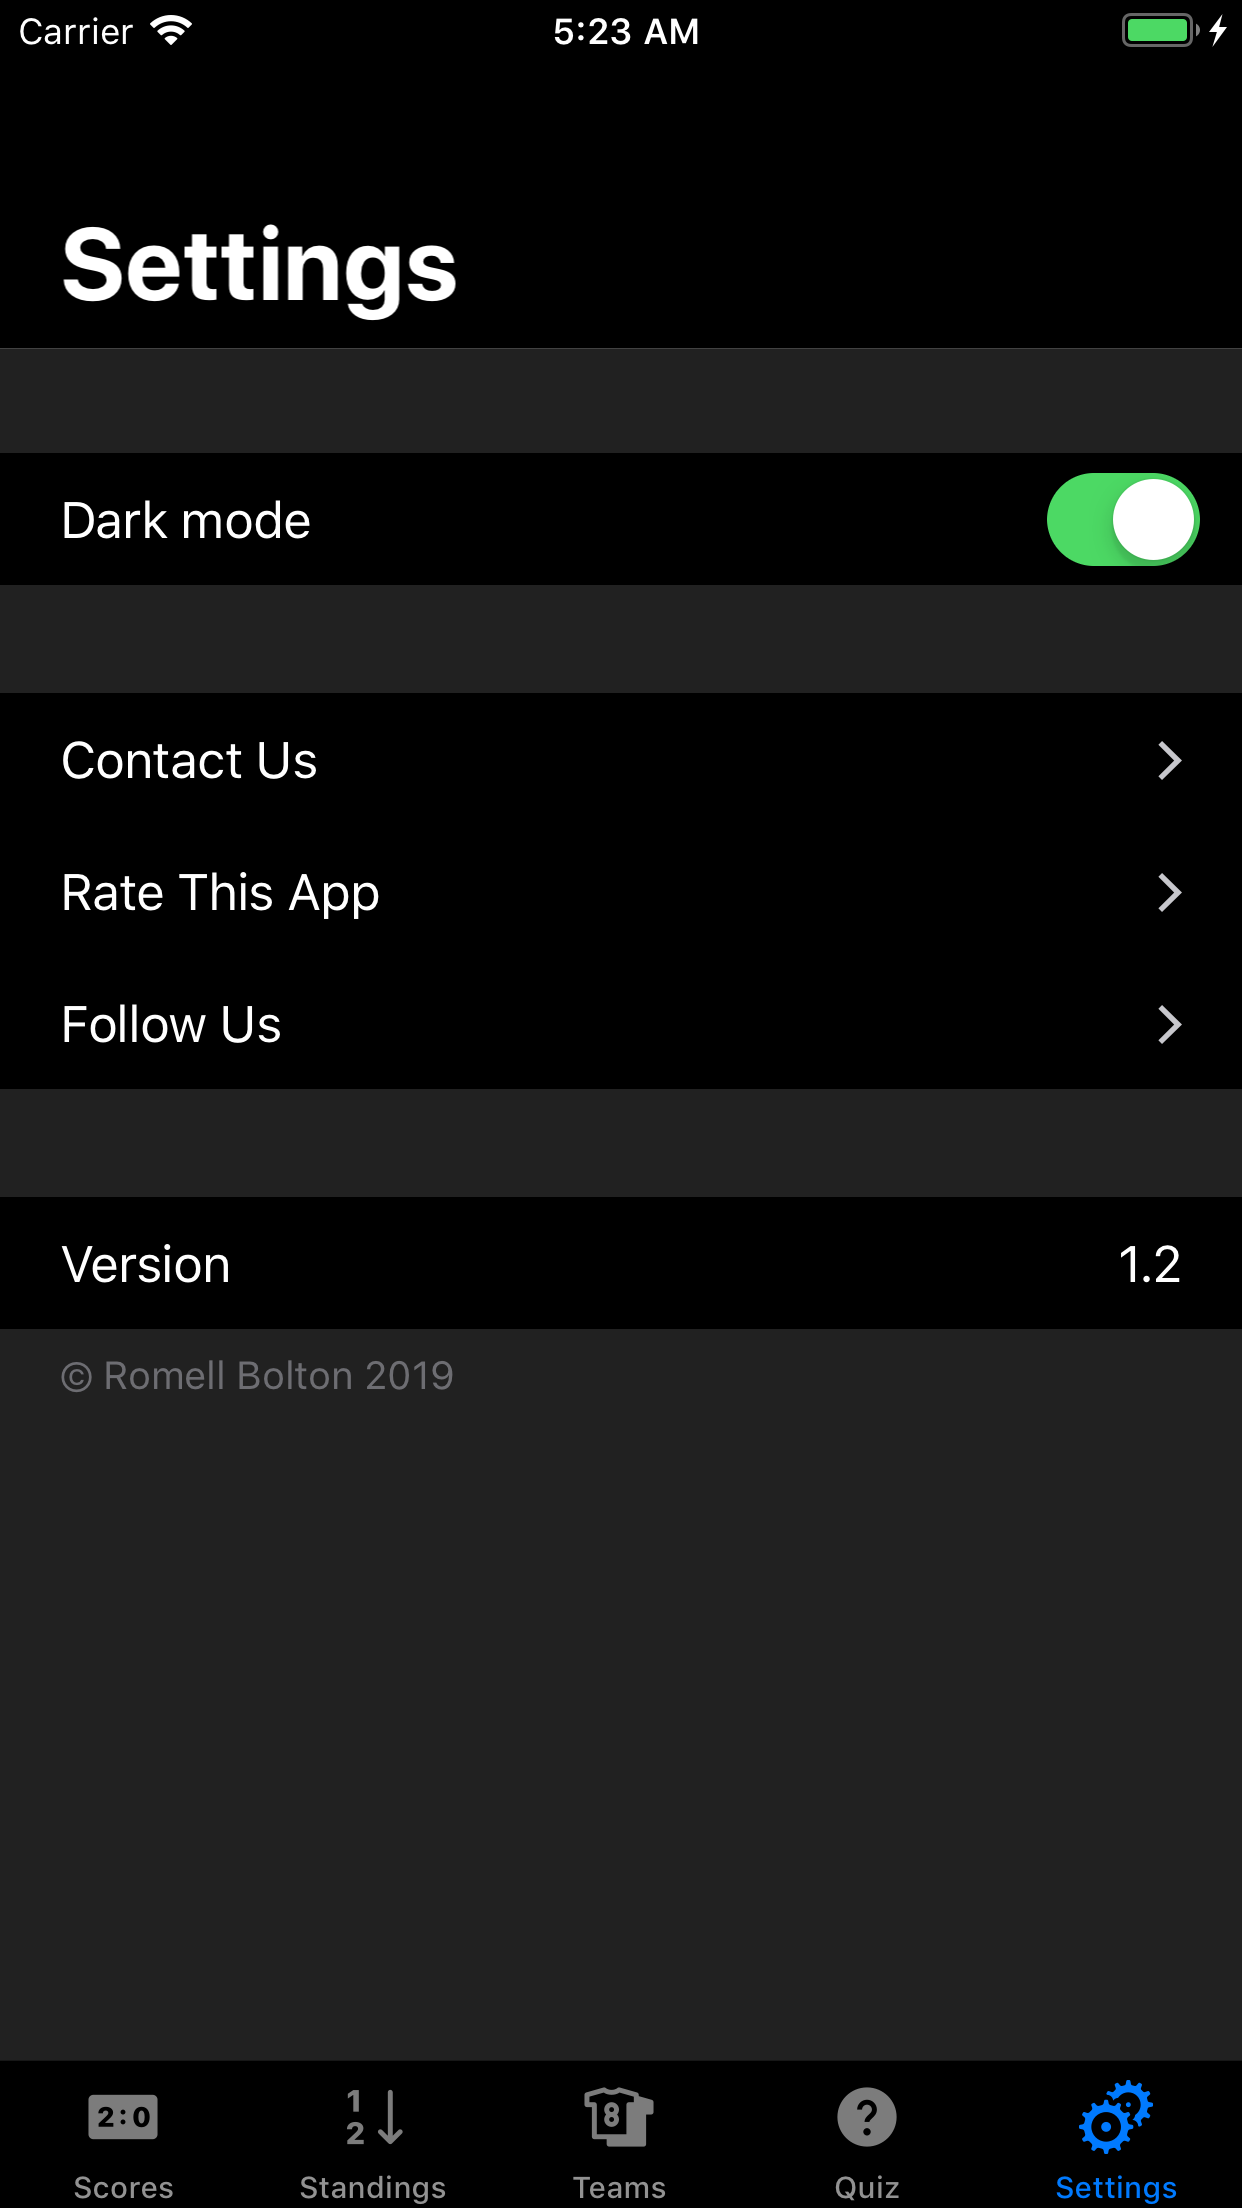 Carrier 5:23 AM
Settings
Dark mode
Contact Us
Rate This App
Follow Us
Version 1.2
© Romell Bolton 2019
2:0 1 2 8 ?
Scores Standings Teams Quiz Settings